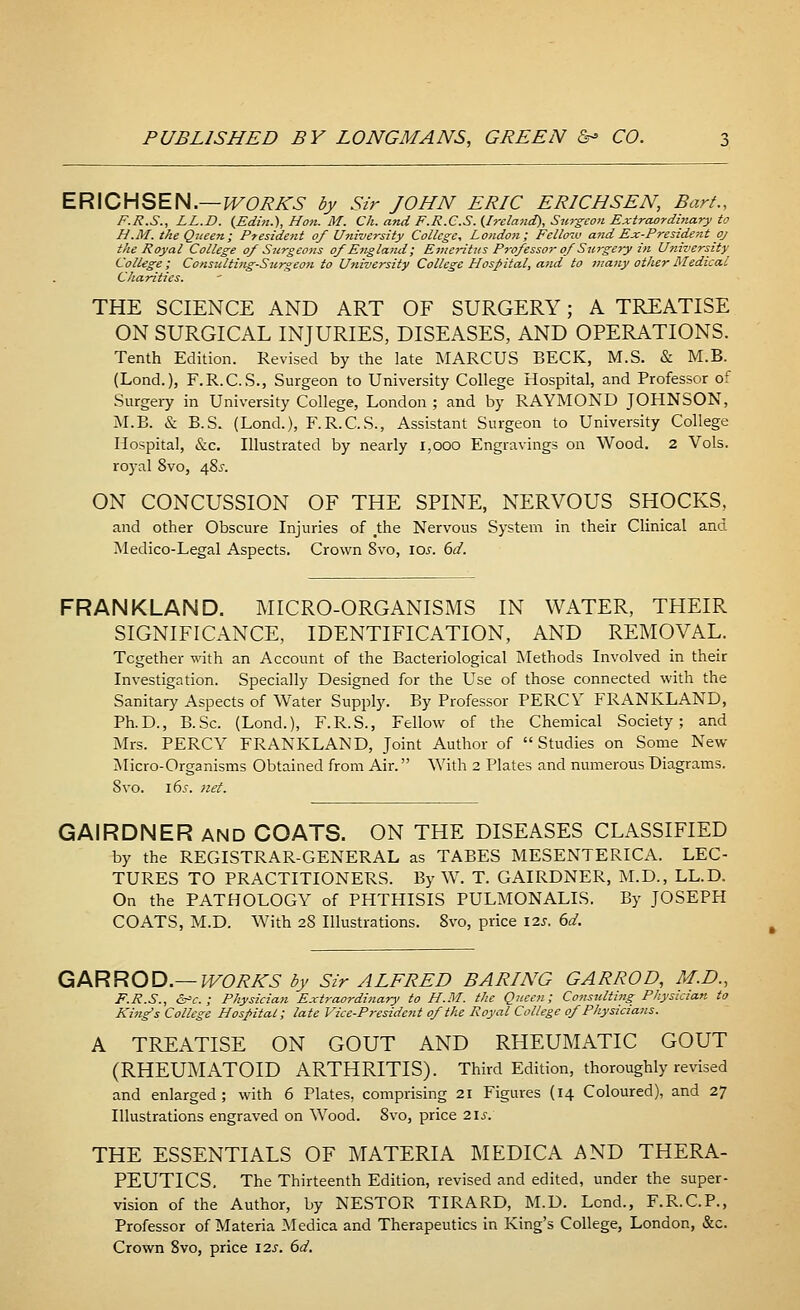 PUBLISHED BY LONGMANS, GREEN & CO. 3
ERICHSEN.—WORKS by Sir JOHN ERIC ERICHSEN, Bart.,
F.R.S., LL.D. (Edin.), Hon. M. Ch. and F.R.C.S. (Ireland), Surgeon Extraordinary to
H.M. the Queen; President of University College, London; Fellow and Ex-President of
the Royal College of Surgeons of England; Emeritus Professor of Surgery in University
College; Consulting-Surgeon to University College Hospital, and to many other Medical
Charities.
THE SCIENCE AND ART OF SURGERY; A TREATISE
ON SURGICAL INJURIES, DISEASES, AND OPERATIONS.
Tenth Edition. Revised by the late MARCUS BECK, M.S. & M.B.
(Lond.), F.R.C.S., Surgeon to University College Hospital, and Professor of
Surgery in University College, London; and by RAYMOND JOHNSON,
M.B. & B.S. (Lond.), F.R.C.S., Assistant Surgeon to University College
Hospital, &c. Illustrated by nearly 1,000 Engravings on Wood. 2 Vols.
royal 8vo, 48s.
ON CONCUSSION OF THE SPINE, NERVOUS SHOCKS,
and other Obscure Injuries of the Nervous System in their Clinical and
Medico-Legal Aspects. Crown 8vo, 10s. 6d.
FRANKLAND. MICRO-ORGANISMS IN WATER, THEIR
SIGNIFICANCE, IDENTIFICATION, AND REMOVAL.
Together with an Account of the Bacteriological Methods Involved in their
Investigation. Specially Designed for the Use of those connected with the
Sanitary Aspects of Water Supply. By Professor PERCY FRANKLAND,
Ph.D., B.Sc. (Lond.), F.R.S., Fellow of the Chemical Society; and
Mrs. PERCY FRANKLAND, Joint Author of "Studies on Some New
Micro-Organisms Obtained from Air." With 2 Plates and numerous Diagrams.
8vo. 16s. net.
GAIRDNER AND COATS. ON THE DISEASES CLASSIFIED
by the REGISTRAR-GENERAL as TABES MESENTERICA. LEC-
TURES TO PRACTITIONERS. By W. T. GAIRDNER, M.D., LL.D.
On the PATHOLOGY of PHTHISIS PULMONALIS. By JOSEPH
COATS, M.D. With 28 Illustrations. 8vo, price 12s. 6d.
GARROD.—WORKS by Sir ALFRED BARING GARROD, M.D.,
F.R.S., &c.; Physician Extraordinary to H.M. the Queen; Consulting Physician to
King's College Hospital; late Vice-President of the Royal College of Physicians.
A TREATISE ON GOUT AND RHEUMATIC GOUT
(RHEUMATOID ARTHRITIS). Third Edition, thoroughly revised
and enlarged; with 6 Plates, comprising 21 Figures (14 Coloured), and 27
Illustrations engraved on Wood. 8vo, price 21s.
THE ESSENTIALS OF MATERIA MEDICA AND THERA-
PEUTICS. The Thirteenth Edition, revised and edited, under the super-
vision of the Author, by NESTOR TIRARD, M.D. Lond., F.R.C.P.,
Professor of Materia Medica and Therapeutics in King's College, London, &c.
Crown 8vo, price 12s. 6d.